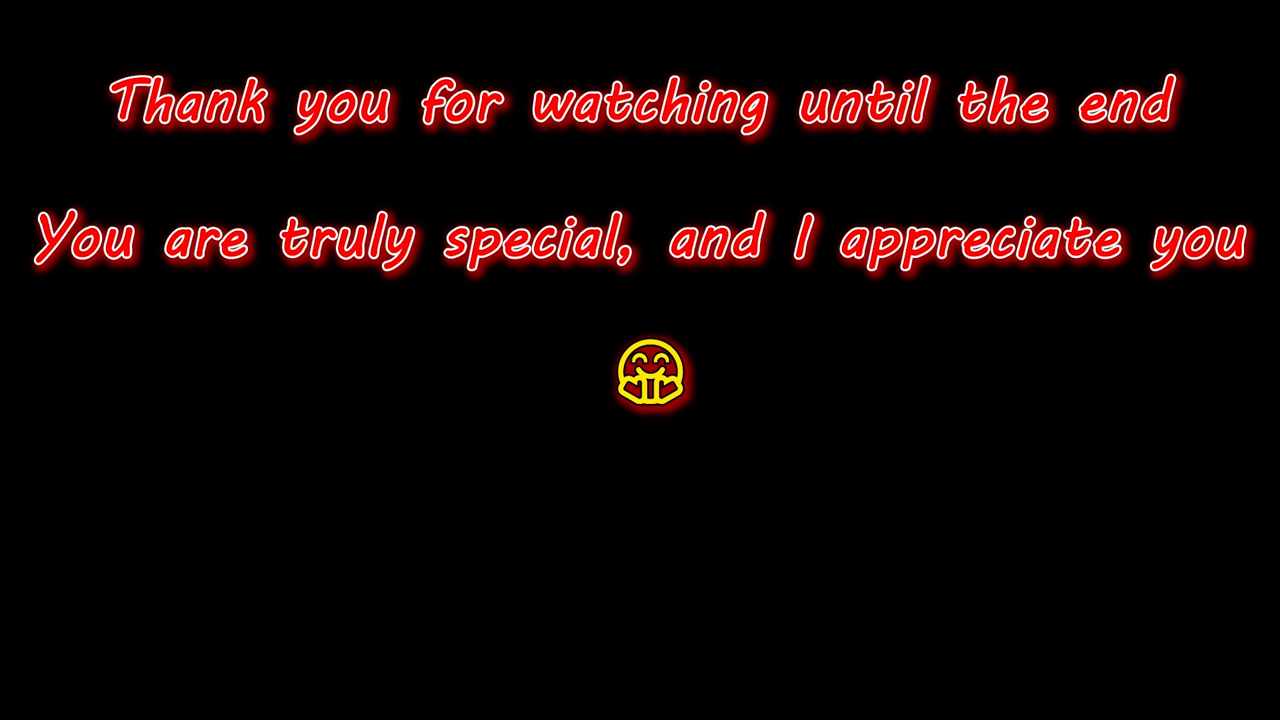 Thank you for watching until the end
You are truly special, and I appreciate you
🤗